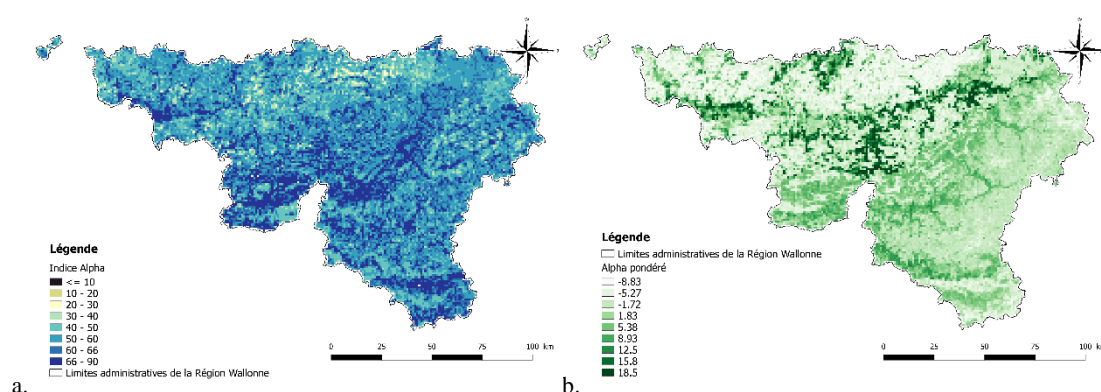 Légende
Indice Alpha
<= 10
10 - 20
20 - 30
30 - 40
40 - 50
50 - 60
60 - 66
66 - 90
Limites administratives de la Région Wallonne
0 25 50 75 100 km
a.
Légende
Limites administratives de la Région Wallonne
Alpha pondéré
-8.83
-5.27
-1.72
1.83
5.38
8.93
12.5
15.8
18.5
0 25 50 75 100
b.